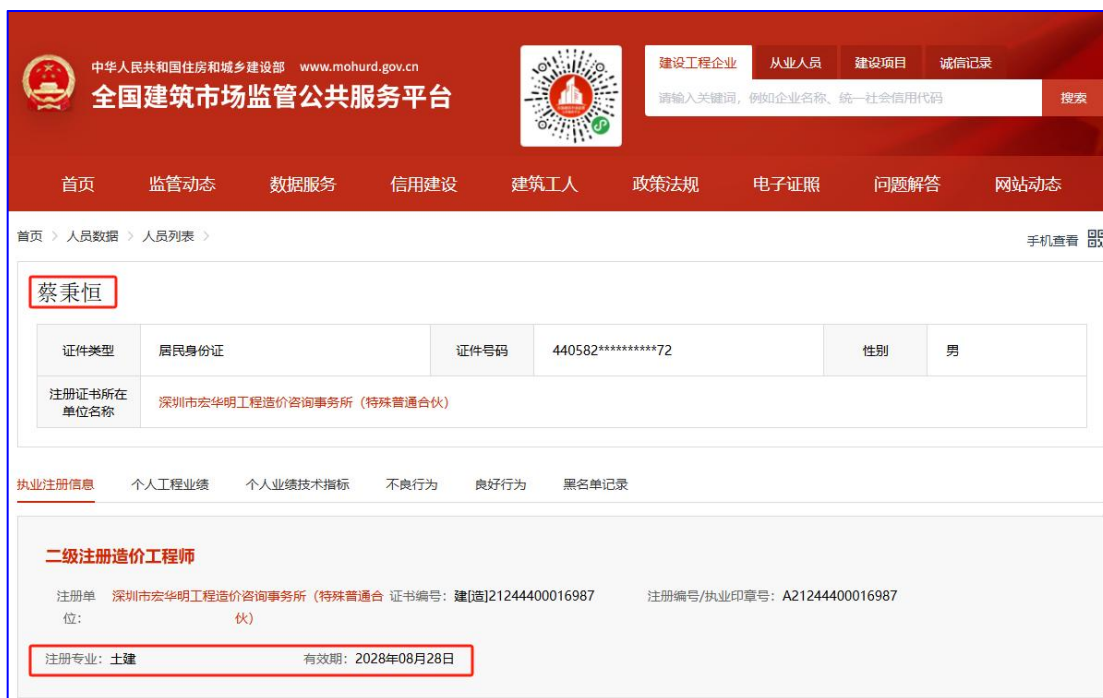 中华人民共和国住房和城乡建设部 www.mohurd.gov.cn
全国建筑市场监管公共服务平台
建设工程企业 从业人员 建设项目 诚信记录
请输入关键词，例如企业名称、统一社会信用代码 搜索
首页 监管动态 数据服务 信用建设 建筑工人 政策法规 电子证照 问题解答 网站动态
首页 > 人员数据 > 人员列表 >
手机查看
蔡秉恒
证件类型 居民身份证 证件号码 440582**********72 性别 男
注册证书所在
单位名称
深圳市宏华明工程造价咨询事务所（特殊普通合伙）
执业注册信息 个人工程业绩 个人业绩技术指标 不良行为 良好行为 黑名单记录
二级注册造价工程师
注册单 深圳市宏华明工程造价咨询事务所（特殊普通合 证书编号：建[造]21244400016987 注册编号/执业印章号：A21244400016987
位： 伙）
注册专业：土建 有效期：2028年08月28日